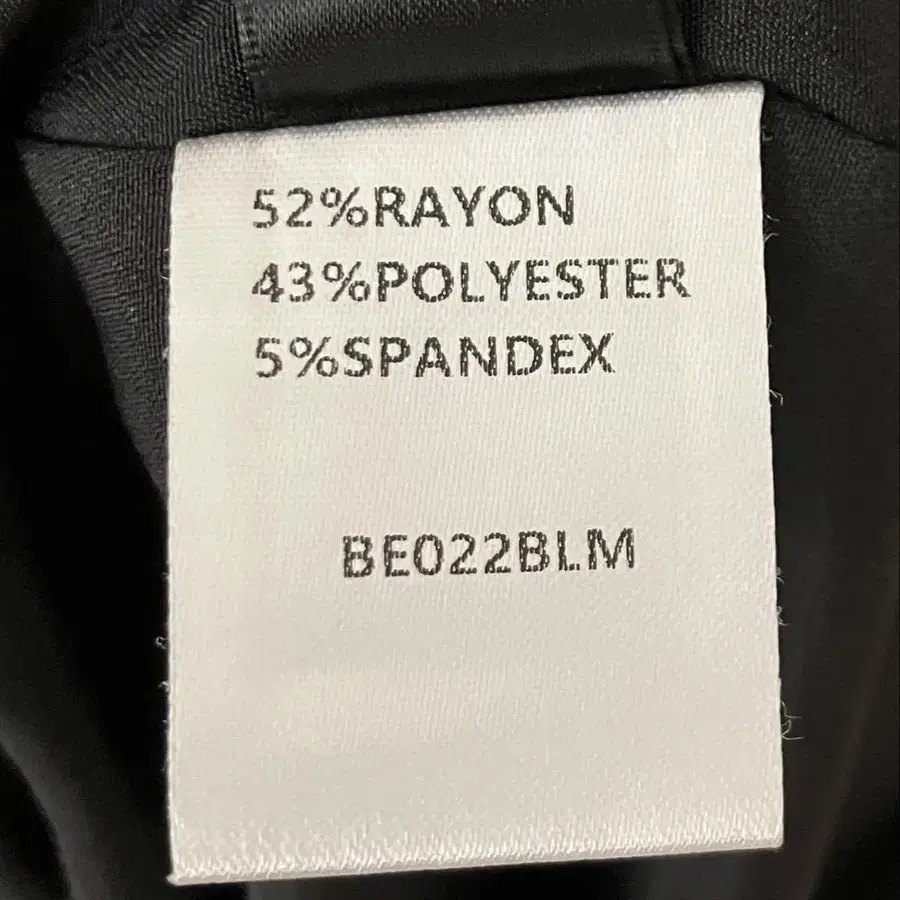 52%RAYON
43%POLYESTER
5%SPANDEX
BE022BLM